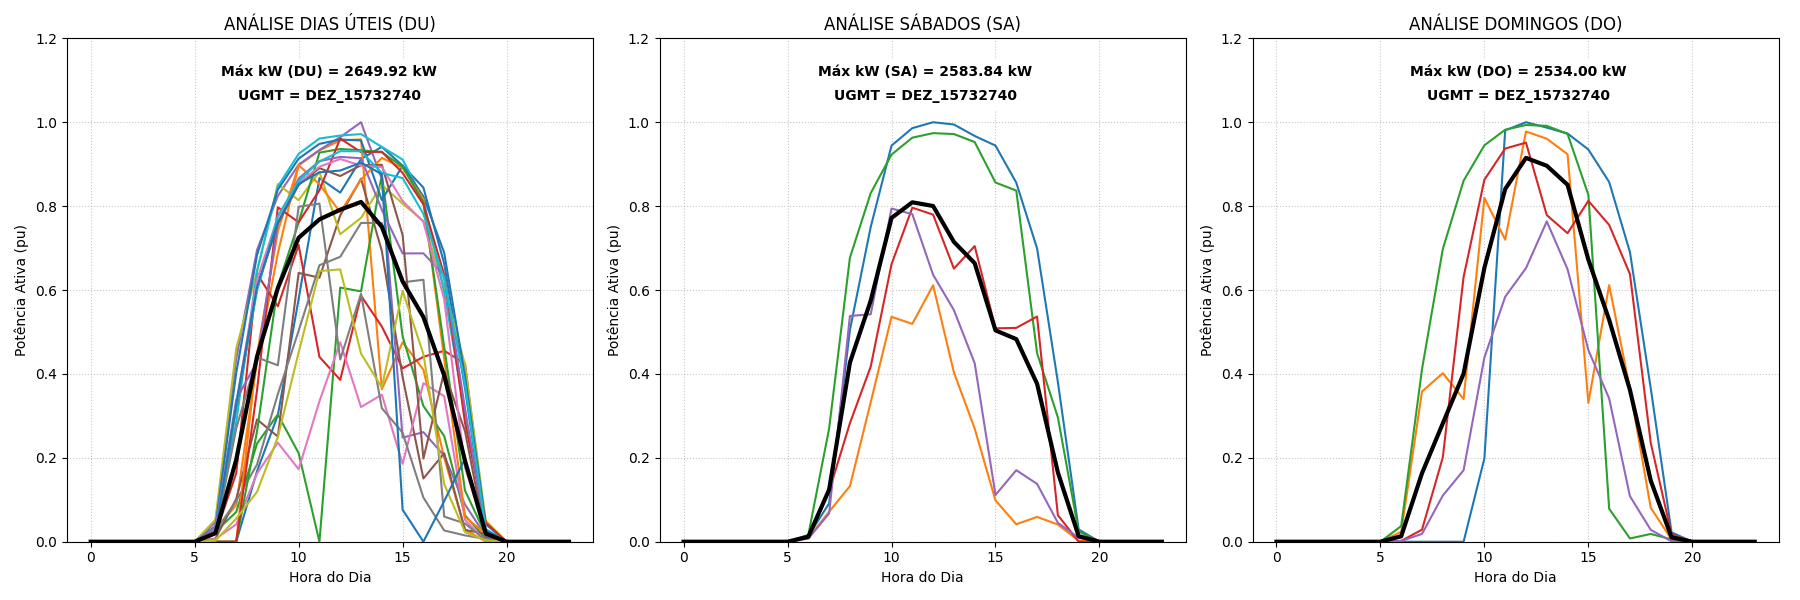 ANÁLISE DIAS ÚTEIS (DU)
Máx kW (DU) = 2649.92 kW
UGMT = DEZ_15732740
Potência Ativa (pu)
1.2
1.0
0.8
0.6
0.4
0.2
0.0
0 5 10 15 20
Hora do Dia
ANÁLISE SÁBADOS (SA)
Máx kW (SA) = 2583.84 kW
UGMT = DEZ_15732740
Potência Ativa (pu)
1.2
1.0
0.8
0.6
0.4
0.2
0.0
0 5 10 15 20
Hora do Dia
ANÁLISE DOMINGOS (DO)
Máx kW (DO) = 2534.00 kW
UGMT = DEZ_15732740
Potência Ativa (pu)
1.2
1.0
0.8
0.6
0.4
0.2
0.0
0 5 10 15 20
Hora do Dia